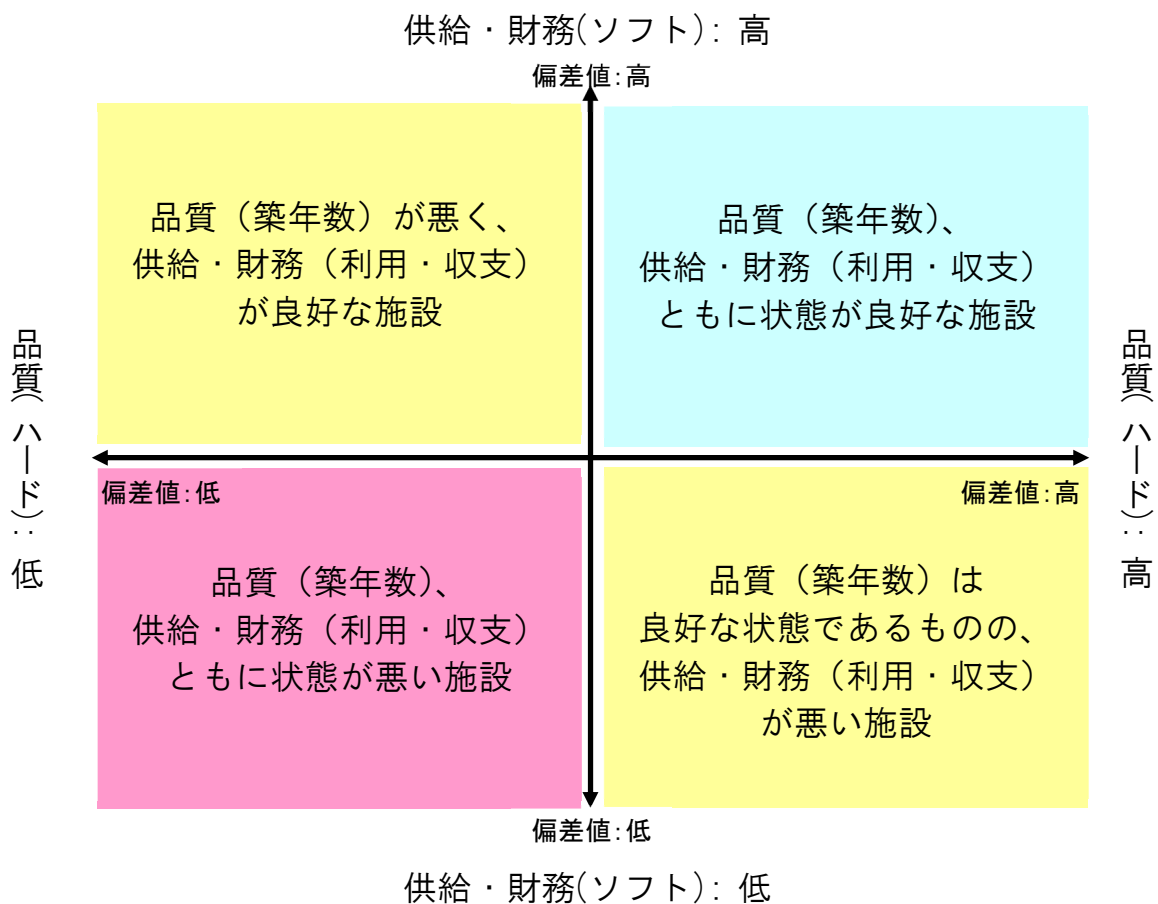 供給・財務(ソフト): 高
偏差値:高
品質（築年数）が悪く、
供給・財務（利用・収支）
が良好な施設
品質（築年数）、
供給・財務（利用・収支）
ともに状態が良好な施設
品質(ハード): 低
品質(ハード): 高
偏差値:低
偏差値:高
品質（築年数）、
供給・財務（利用・収支）
ともに状態が悪い施設
品質（築年数）は
良好な状態であるものの、
供給・財務（利用・収支）
が悪い施設
偏差値:低
供給・財務(ソフト): 低